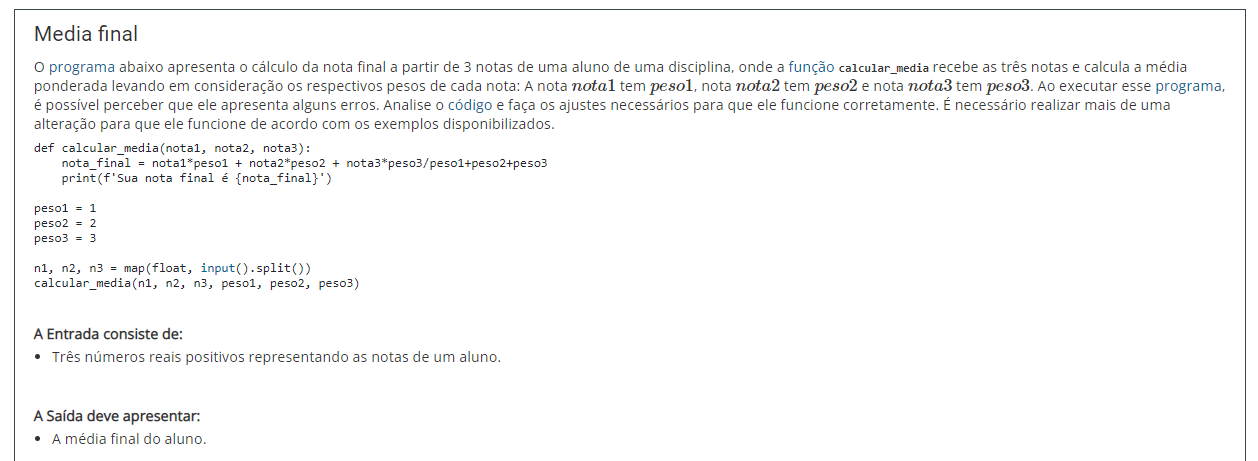 Media final
O programa abaixo apresenta o cálculo da nota final a partir de 3 notas de uma aluno de uma disciplina, onde a função calcular_media recebe as três notas e calcula a média
ponderada levando em consideração os respectivos pesos de cada nota: A nota nota1 tem peso1, nota nota2 tem peso2 e nota nota3 tem peso3. Ao executar esse programa,
é possível perceber que ele apresenta alguns erros. Analise o código e faça os ajustes necessários para que ele funcione corretamente. É necessário realizar mais de uma
alteração para que ele funcione de acordo com os exemplos disponibilizados.
def calcular_media(nota1, nota2, nota3):
    nota_final = nota1*peso1 + nota2*peso2 + nota3*peso3/peso1+peso2+peso3
    print(f'Sua nota final é {nota_final}')
peso1 = 1
peso2 = 2
peso3 = 3
n1, n2, n3 = map(float, input().split())
calcular_media(n1, n2, n3, peso1, peso2, peso3)
A Entrada consiste de:
• Três números reais positivos representando as notas de um aluno.
A Saída deve apresentar:
• A média final do aluno.